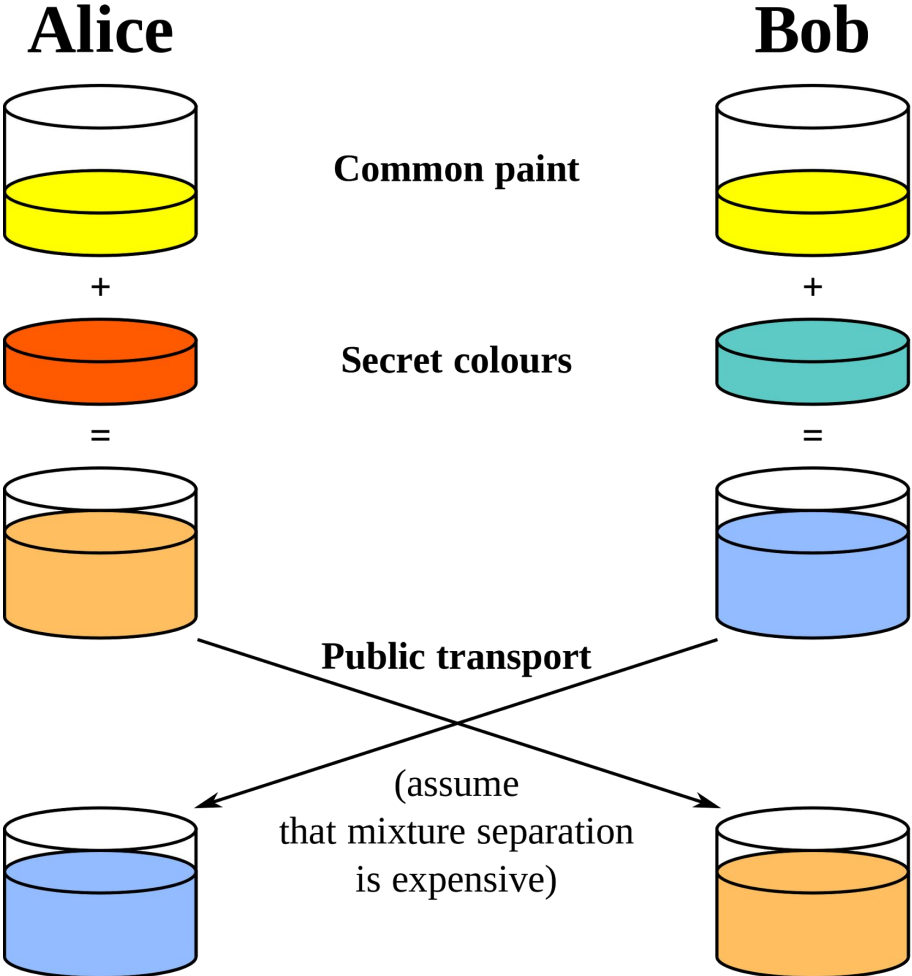 Alice
Bob
Common paint
+
+
Secret colours
=
=
Public transport
(assume
that mixture separation
is expensive)